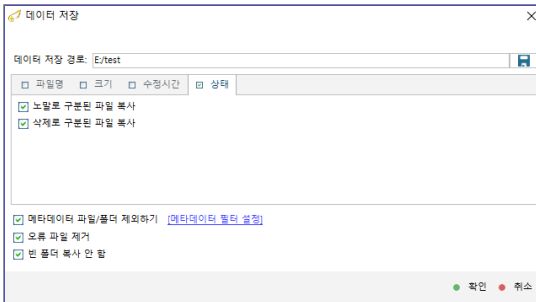 데이터 저장
데이터 저장 경로: E:/test
파일명 크기 수정시간 상태
노말로 구분된 파일 복사
삭제로 구분된 파일 복사
메타데이터 파일/폴더 제외하기 [메타데이터 필터 설정]
오류 파일 제거
빈 폴더 복사 안 함
확인 취소